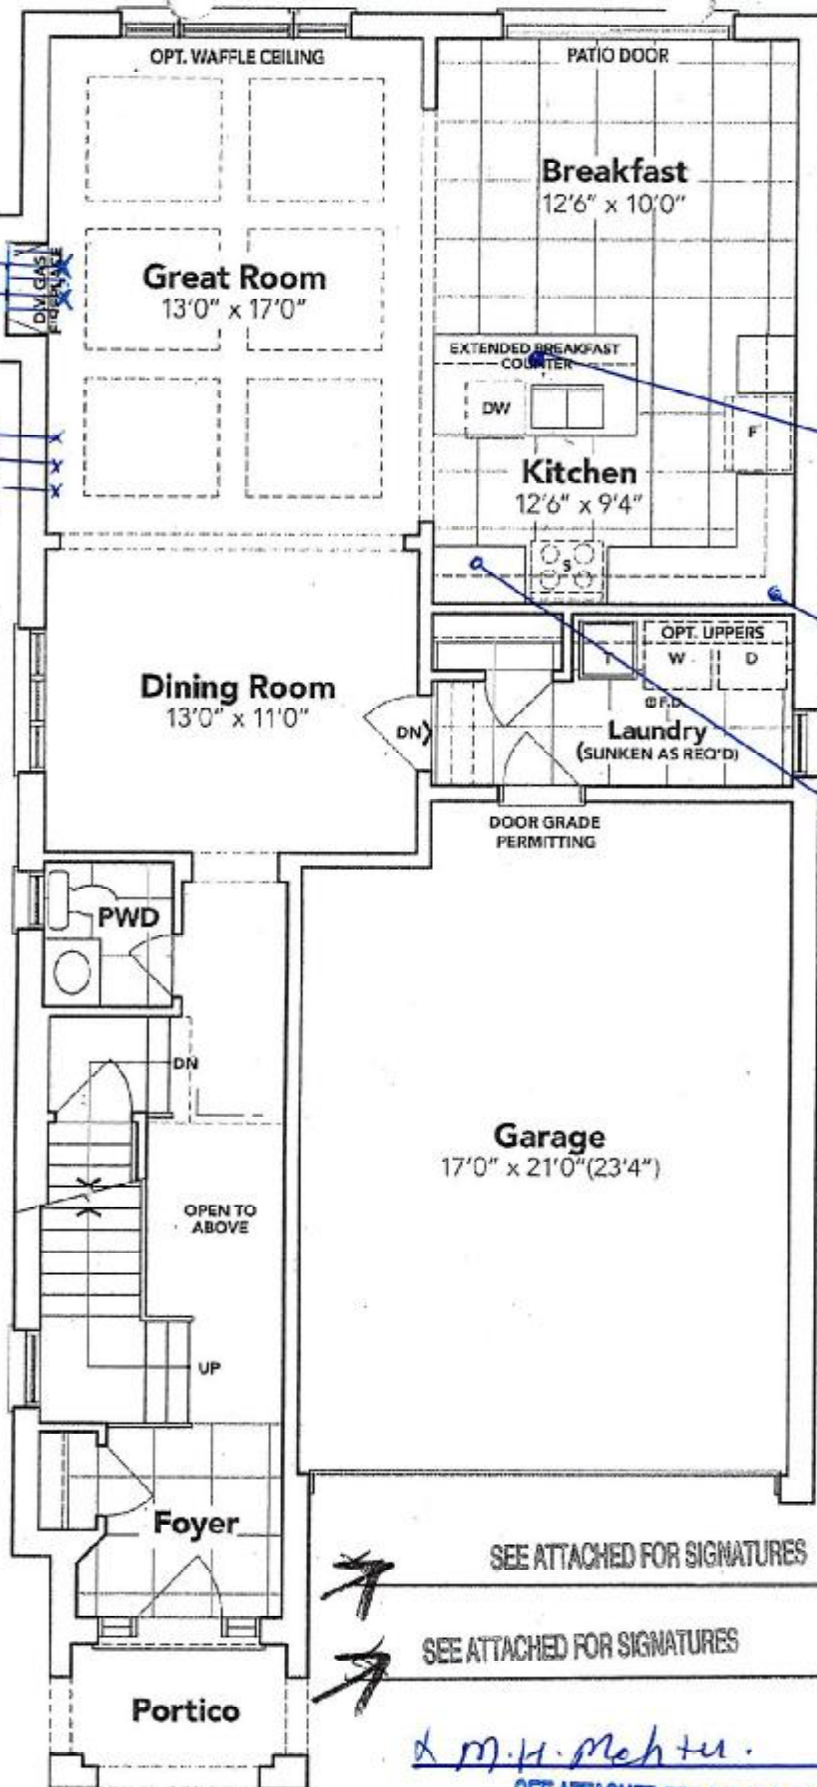 OPT. WAFFLE CEILING
PATIO DOOR
Breakfast
12'6" x 10'0"
Great Room
13'0" x 17'0"
GAS
FIREPLACE
EXTENDED BREAKFAST
COUNTER
DW
F
Kitchen
12'6" x 9'4"
S
OPT. UPPERS
T
W
D
F.D.
Dining Room
13'0" x 11'0"
DN
Laundry
(SUNKEN AS REQ'D)
DOOR GRADE
PERMITTING
PWD
DN
Garage
17'0" x 21'0"(23'4")
OPEN TO
ABOVE
UP
Foyer
SEE ATTACHED FOR SIGNATURES
SEE ATTACHED FOR SIGNATURES
Portico
M.H.